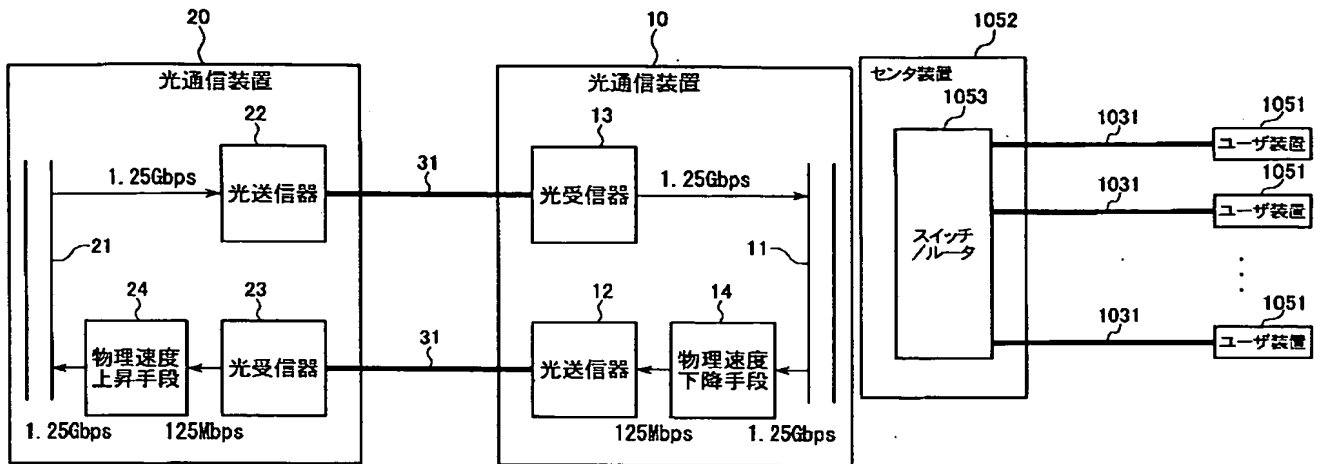 20
光通信装置
22
1.25Gbps
光送信器
21
24
23
物理速度
上昇手段
光受信器
1.25Gbps
125Mbps
31
31
10
光通信装置
13
光受信器
1.25Gbps
11
12
14
光送信器
物理速度
下降手段
125Mbps
1.25Gbps
1052
センタ装置
1053
スイッチ
/ルータ
1031
1051
ユーザ装置
1031
1051
ユーザ装置
1031
1051
ユーザ装置